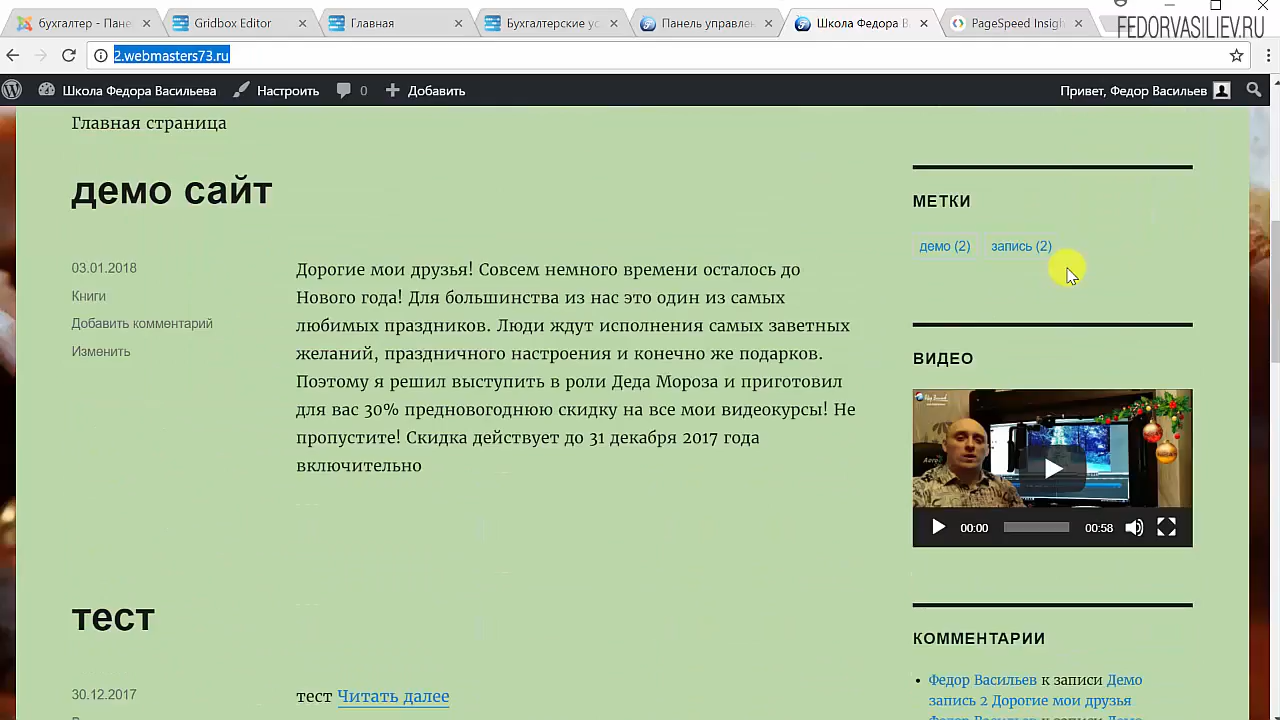 бухгалтер - Пане
Gridbox Editor
Главная
Бухгалтерские у
Панель управле
Школа Федора В
PageSpeed Insigh
FEDORVASILIEV.RU
2.webmasters73.ru
Школа Федора Васильева
Настроить
0
Добавить
Привет, Федор Васильев
Главная страница
демо сайт
03.01.2018
Книги
Добавить комментарий
Изменить
Дорогие мои друзья! Совсем немного времени осталось до
Нового года! Для большинства из нас это один из самых
любимых праздников. Люди ждут исполнения самых заветных
желаний, праздничного настроения и конечно же подарков.
Поэтому я решил выступить в роли Деда Мороза и приготовил
для вас 30% предновогоднюю скидку на все мои видеокурсы! Не
пропустите! Скидка действует до 31 декабря 2017 года
включительно
тест
30.12.2017
тест Читать далее
МЕТКИ
демо (2)
запись (2)
ВИДЕО
00:00
00:58
КОММЕНТАРИИ
Федор Васильев к записи Демо
запись 2 Дорогие мои друзья